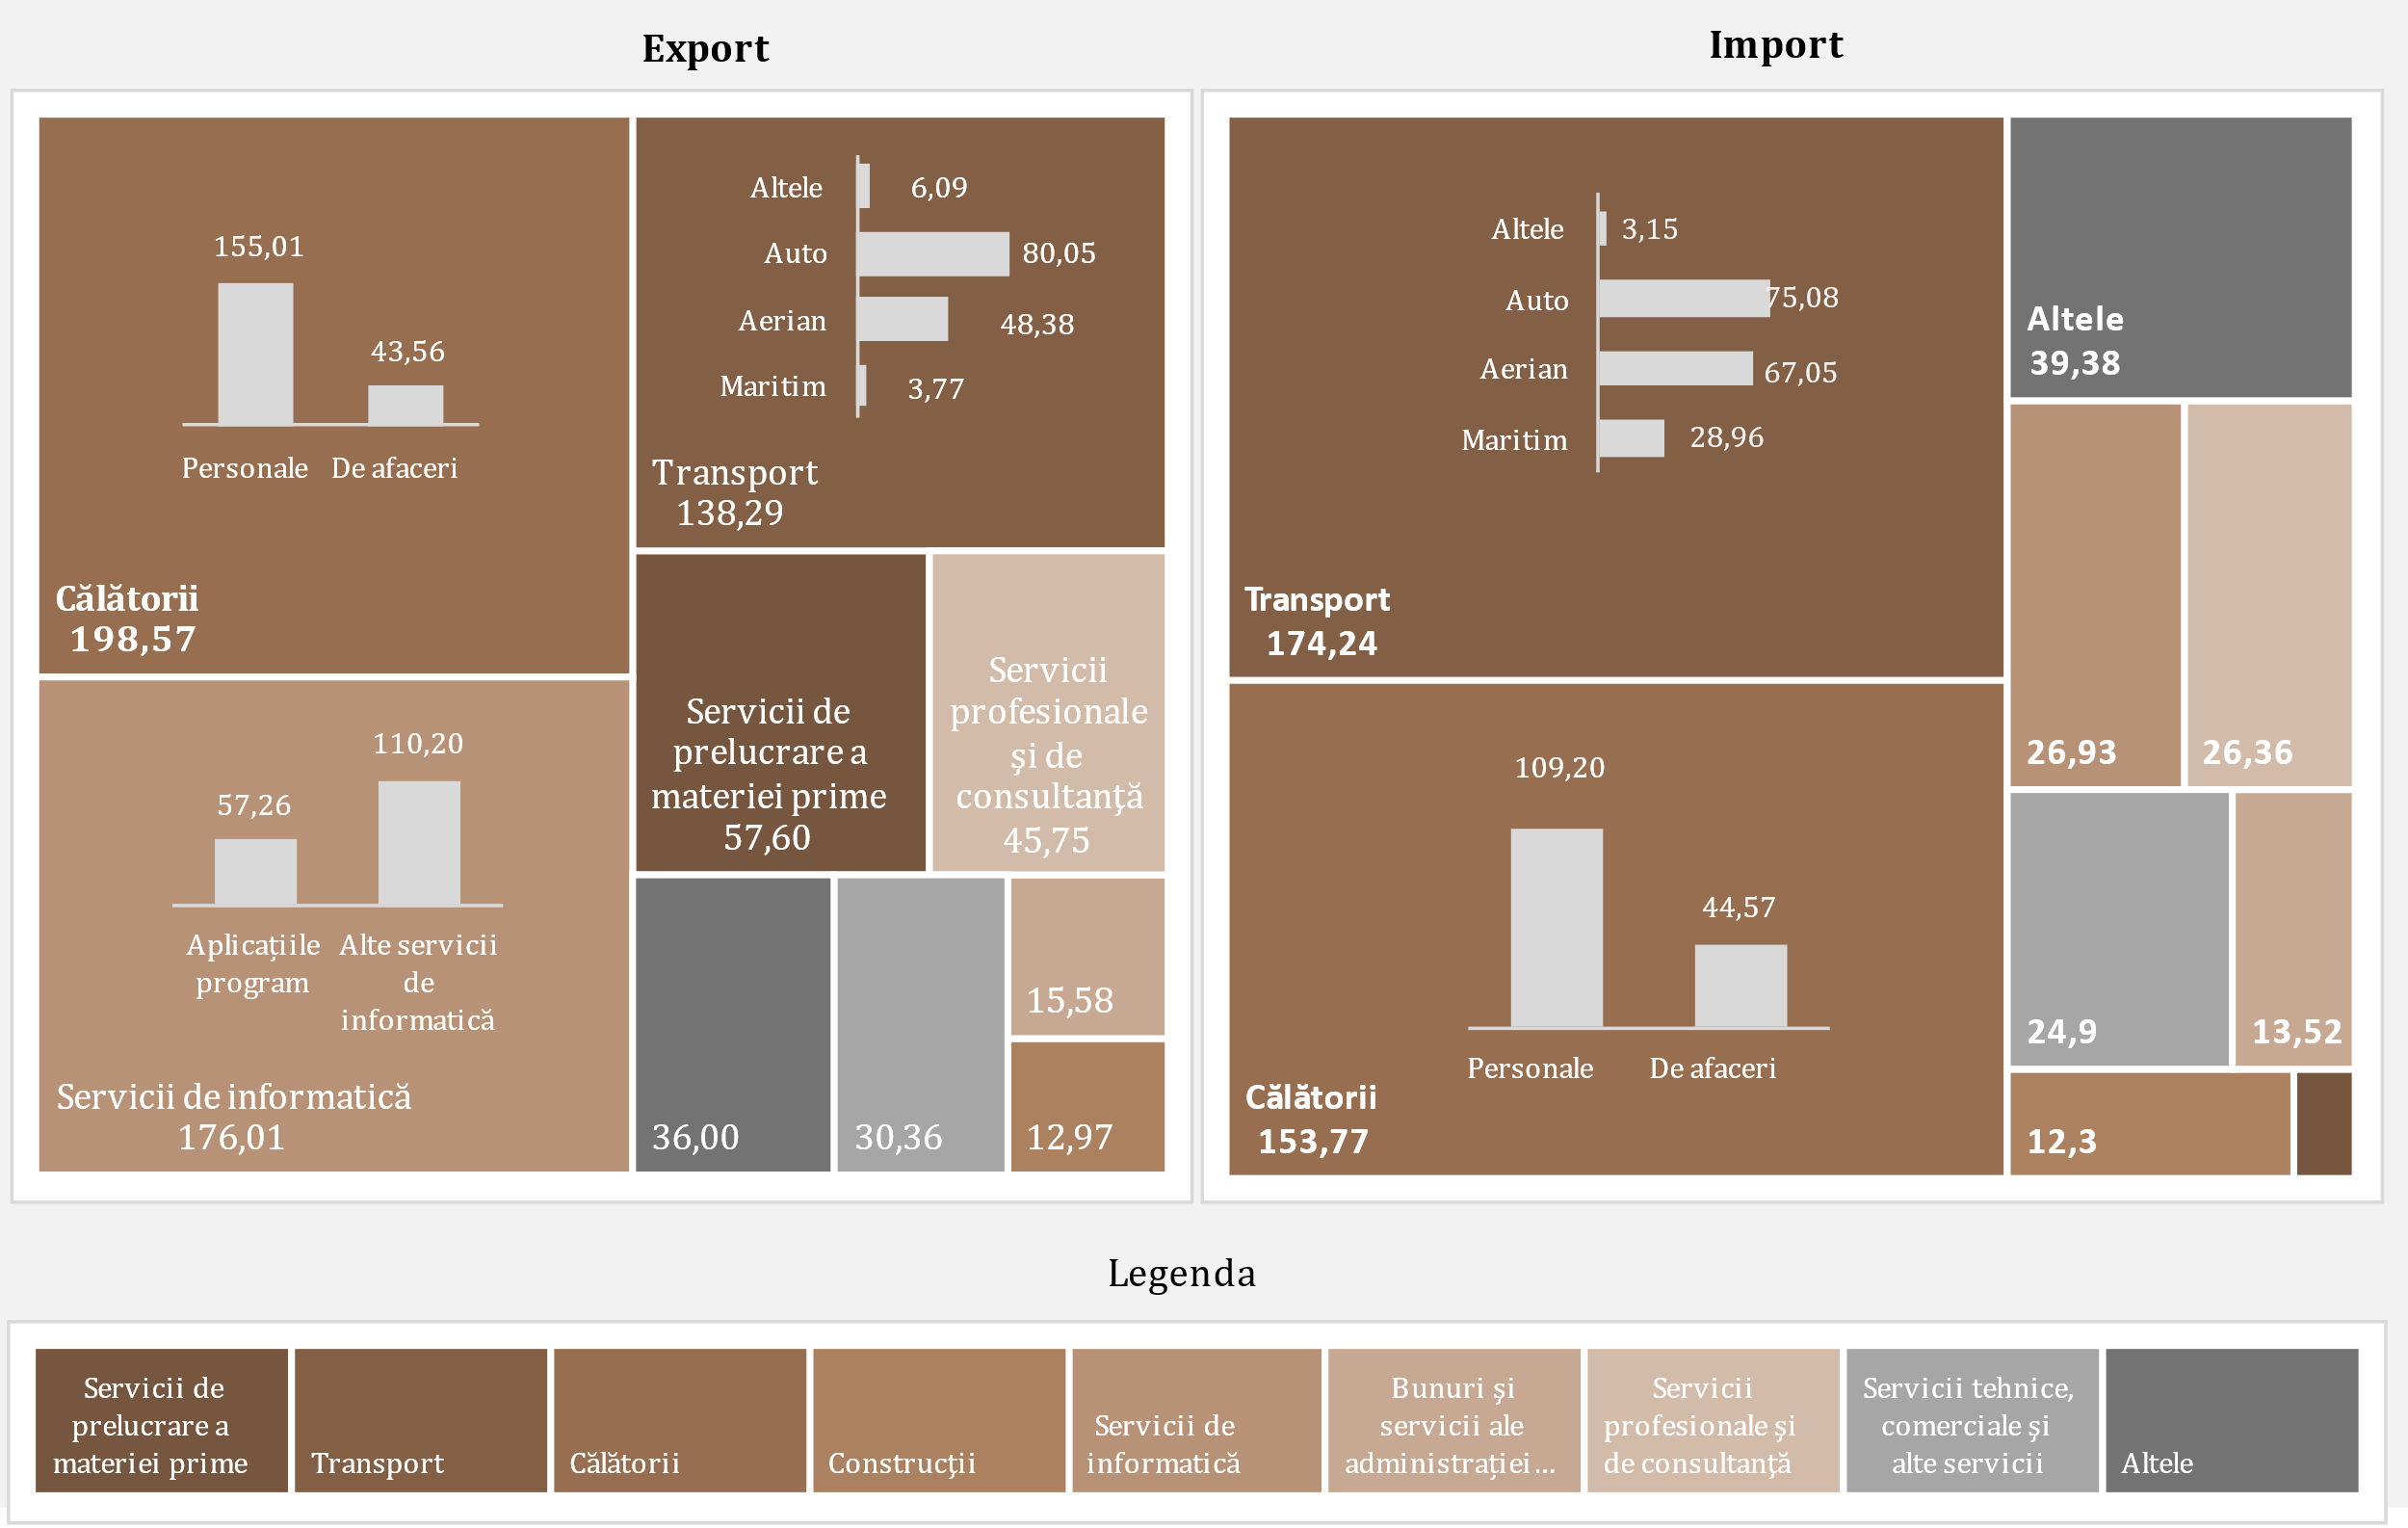 Export
155,01
43,56
Personale
De afaceri
Călătorii
198,57
Altele
6,09
Auto
80,05
Aerian
48,38
Maritim
3,77
Transport
138,29
57,26
110,20
Aplicațiile
program
Alte servicii
de
informatică
Servicii de informatică
176,01
Servicii de
prelucrare a
materiei prime
57,60
Servicii
profesionale
şi de
consultanţă
45,75
36,00
30,36
15,58
12,97
Import
Altele
3,15
Auto
75,08
Aerian
67,05
Maritim
28,96
Transport
174,24
109,20
44,57
Personale
De afaceri
Călătorii
153,77
Altele
39,38
26,93
26,36
24,9
13,52
12,3
Legenda
Servicii de
prelucrare a
materiei prime
Transport
Călătorii
Construcţii
Servicii de
informatică
Bunuri și
servicii ale
administrației...
Servicii
profesionale şi
de consultanţă
Servicii tehnice,
comerciale şi
alte servicii
Altele